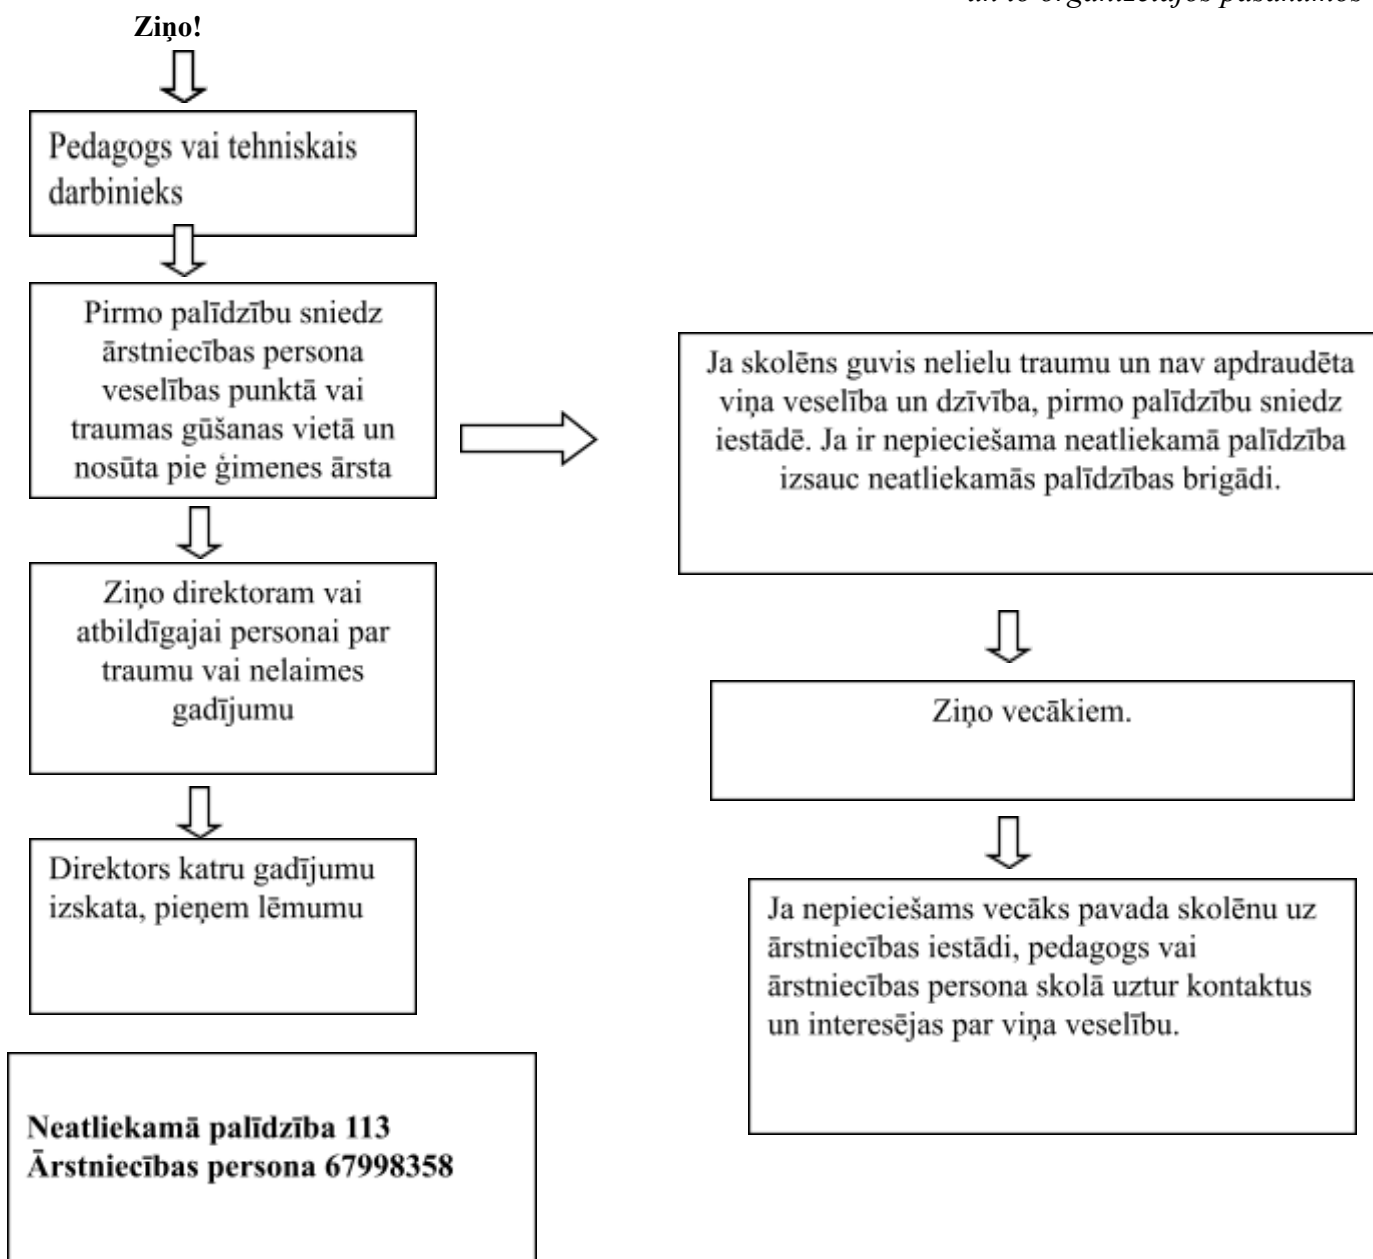 un to organizētajos pasākumos
Ziņo!
Pedagogs vai tehniskais
darbinieks
Pirmo palīdzību sniedz
ārstniecības persona
veselības punktā vai
traumas gūšanas vietā un
nosūta pie ģimenes ārsta
Ziņo direktoram vai
atbildīgajai personai par
traumu vai nelaimes
gadījumu
Direktors katru gadījumu
izskata, pieņem lēmumu
Neatliekamā palīdzība 113
Ārstniecības persona 67998358
Ja skolēns guvis nelielu traumu un nav apdraudēta
viņa veselība un dzīvība, pirmo palīdzību sniedz
iestādē. Ja ir nepieciešama neatliekamā palīdzība
izsauc neatliekamās palīdzības brigādi.
Ziņo vecākiem.
Ja nepieciešams vecāks pavada skolēnu uz
ārstniecības iestādi, pedagogs vai
ārstniecības persona skolā uztur kontaktus
un interesējas par viņa veselību.